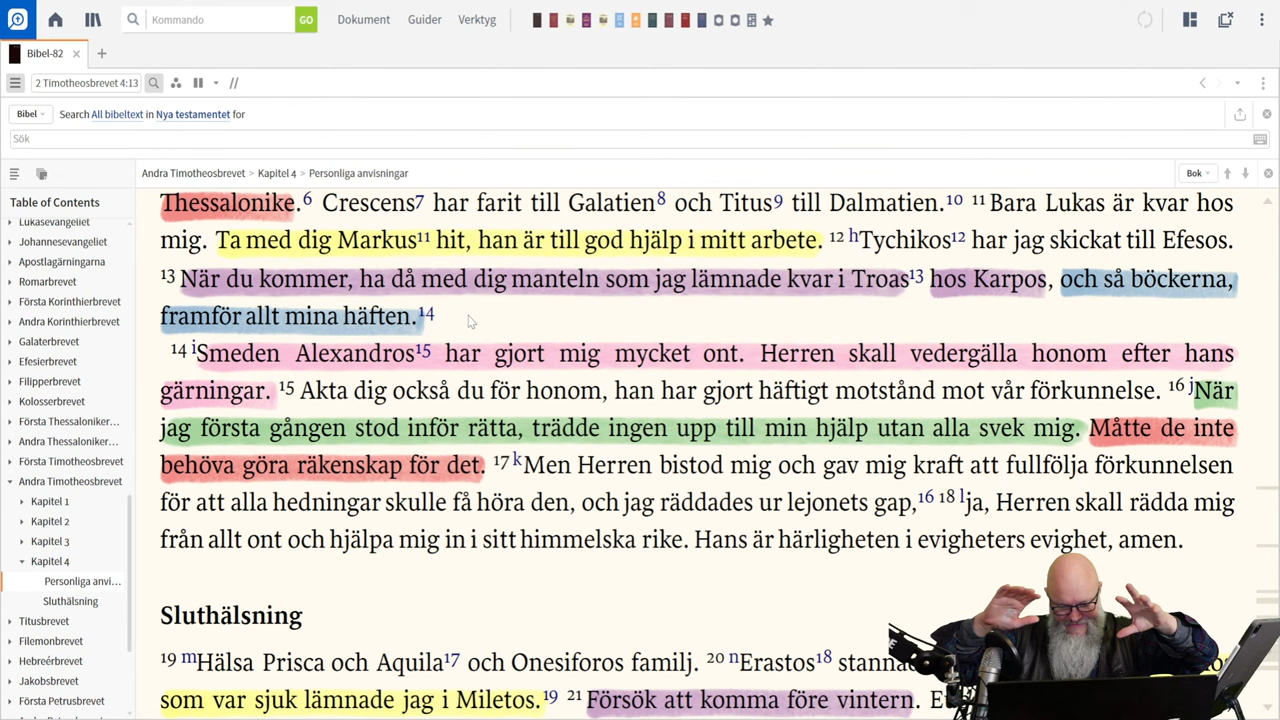 Kommando GO Dokument Guider Verktyg
Bibel-82
2 Timotheosbrevet 4:13
Bibel Search All bibeltext in Nya testamentet for
Sök
Andra Timotheosbrevet > Kapitel 4 > Personliga anvisningar Bok
Table of Contents
Lukasevangeliet
Johannesevangeliet
Apostlagärningarna
Romarbrevet
Första Korinthierbrevet
Andra Korinthierbrevet
Galaterbrevet
Efesierbrevet
Filipperbrevet
Kolosserbrevet
Första Thessaloniker...
Andra Thessaloniker...
Första Timotheosbrevet
Andra Timotheosbrevet
Kapitel 1
Kapitel 2
Kapitel 3
Kapitel 4
Personliga anvi...
Sluthälsning
Titusbrevet
Filemonbrevet
Hebreérbrevet
Jakobsbrevet
Första Petrusbrevet
Thessalonike.6 Crescens7 har farit till Galatien8 och Titus9 till Dalmatien.10 11 Bara Lukas är kvar hos
mig. Ta med dig Markus11 hit, han är till god hjälp i mitt arbete. 12 hTychikos12 har jag skickat till Efesos.
13 När du kommer, ha då med dig manteln som jag lämnade kvar i Troas13 hos Karpos, och så böckerna,
framför allt mina häften.14
14 iSmeden Alexandros15 har gjort mig mycket ont. Herren skall vedergälla honom efter hans
gärningar. 15 Akta dig också du för honom, han har gjort häftigt motstånd mot vår förkunnelse. 16 jNär
jag första gången stod inför rätta, trädde ingen upp till min hjälp utan alla svek mig. Måtte de inte
behöva göra räkenskap för det. 17 kMen Herren bistod mig och gav mig kraft att fullfölja förkunnelsen
för att alla hedningar skulle få höra den, och jag räddades ur lejonets gap,16 18 lja, Herren skall rädda mig
från allt ont och hjälpa mig in i sitt himmelska rike. Hans är härligheten i evigheters evighet, amen.
Sluthälsning
19 mHälsa Prisca och Aquila17 och Onesiforos familj. 20 nErastos18
som var sjuk lämnade jag i Miletos.19 21 Försök att komma före vintern.